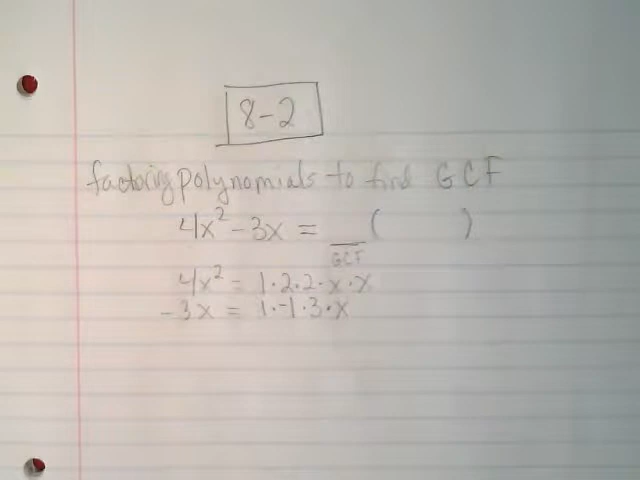 8-2
factoring polynomials to find GCF
4x² - 3x = __ (      )
GCF
4x² = 1·2·2·x·x
-3x = 1·-1·3·x